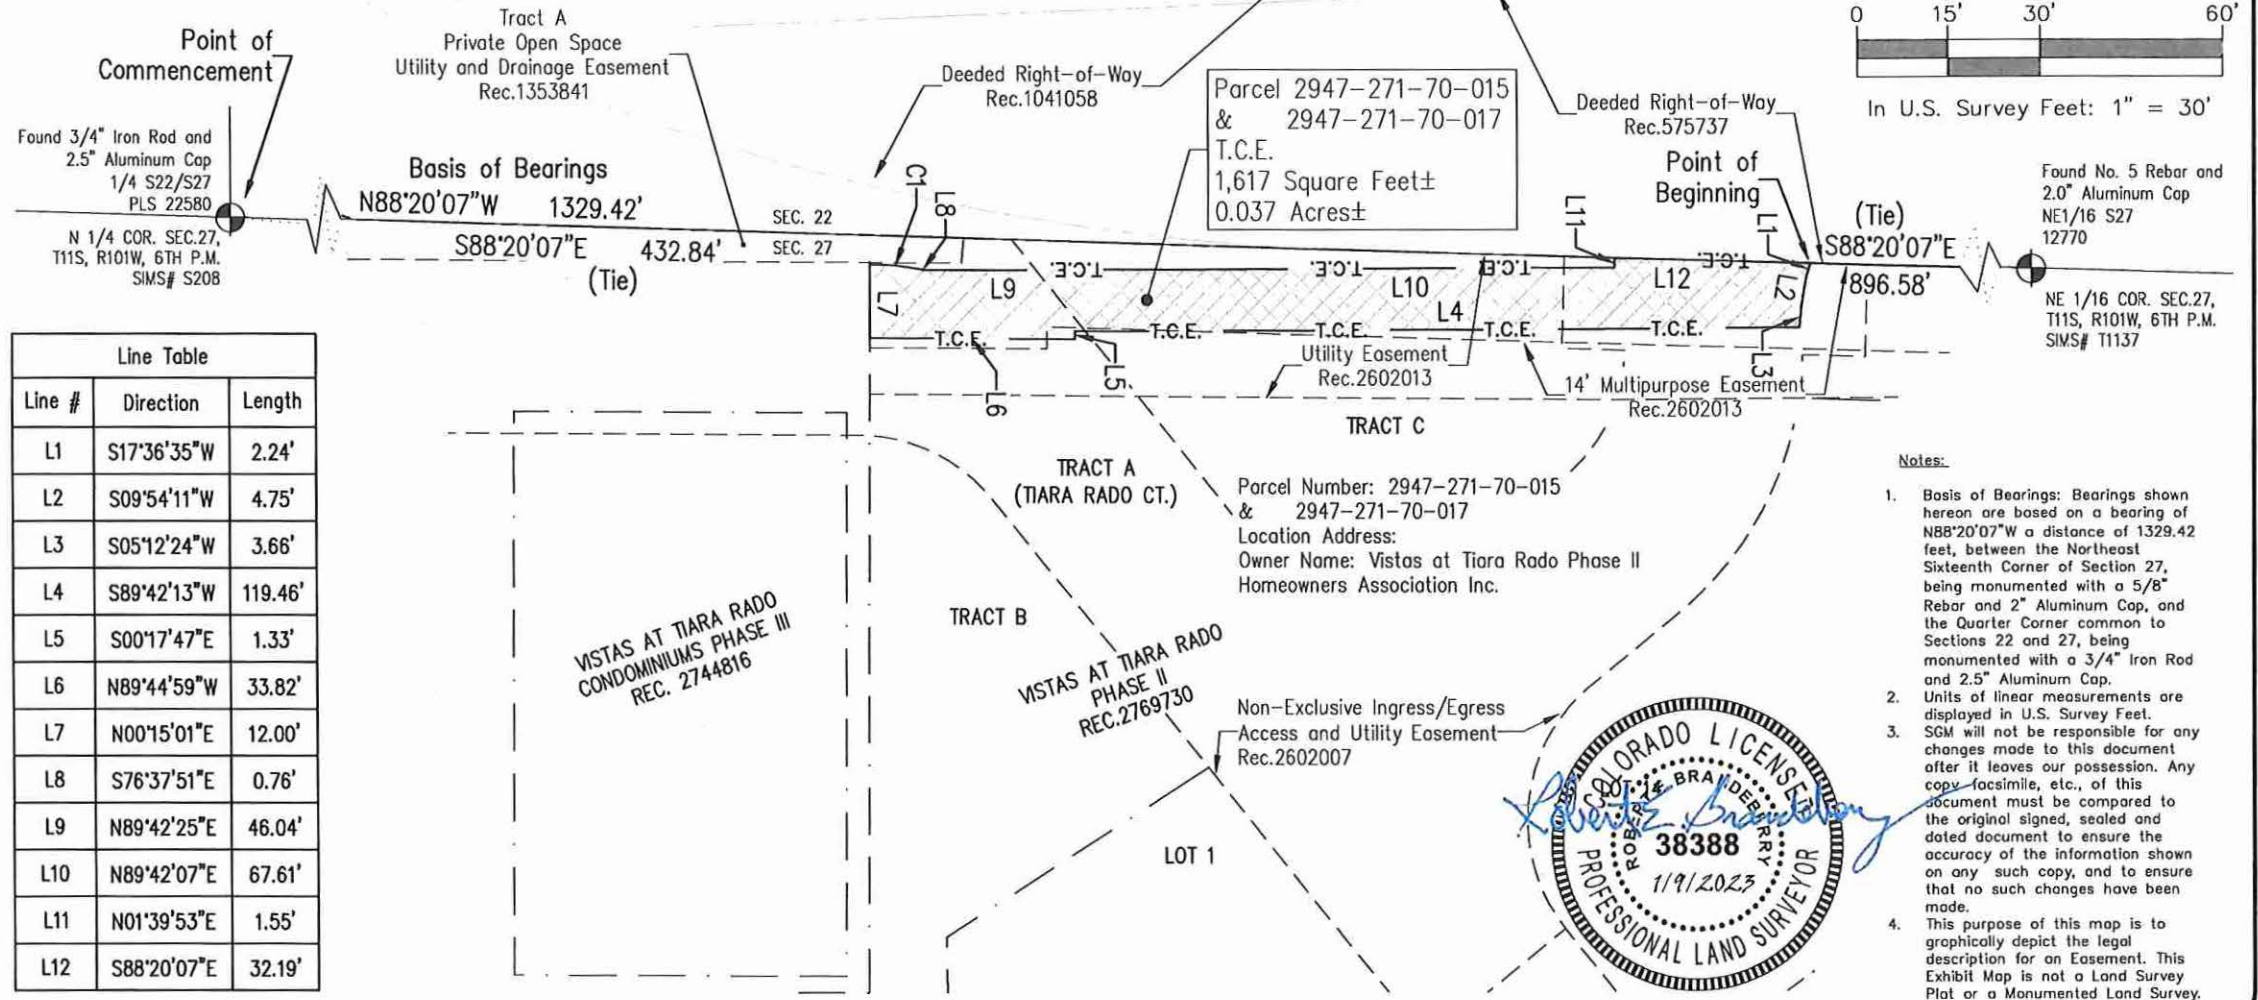 Tract A
Private Open Space
Utility and Drainage Easement
Rec.1353841
Point of
Commencement
Found 3/4" Iron Rod and
2.5" Aluminum Cap
1/4 S22/S27
PLS 22580
N 1/4 COR. SEC.27,
T11S, R101W, 6TH P.M.
SIMS# S208
Basis of Bearings
N88°20'07"W 1329.42'
S88°20'07"E 432.84'
(Tie)
SEC. 22
SEC. 27
Deeded Right-of-Way
Rec.1041058
C1
L8
Parcel 2947-271-70-015
& 2947-271-70-017
T.C.E.
1,617 Square Feet±
0.037 Acres±
Deeded Right-of-Way
Rec.575737
Point of
Beginning
L11
L1
0 15' 30' 60'
In U.S. Survey Feet: 1" = 30'
Found No. 5 Rebar and
2.0" Aluminum Cap
NE1/16 S27
12770
(Tie)
S88°20'07"E
896.58'
NE 1/16 COR. SEC.27,
T11S, R101W, 6TH P.M.
SIMS# T1137
T.C.E. T.C.E. T.C.E. T.C.E.
L7 L9 L10 L4 L12 L2
T.C.E. T.C.E. T.C.E. T.C.E. T.C.E.
L6
L5
L3
Utility Easement
Rec.2602013
14' Multipurpose Easement
Rec.2602013
TRACT C
TRACT A
(TIARA RADO CT.)
Parcel Number: 2947-271-70-015
& 2947-271-70-017
Location Address:
Owner Name: Vistas at Tiara Rado Phase II
Homeowners Association Inc.
TRACT B
VISTAS AT TIARA RADO
CONDOMINIUMS PHASE III
REC. 2744816
VISTAS AT TIARA RADO
PHASE II
REC.2769730
Non-Exclusive Ingress/Egress
Access and Utility Easement
Rec.2602007
LOT 1
Line Table
Line # Direction Length
L1 S17°36'35"W 2.24'
L2 S09°54'11"W 4.75'
L3 S05°12'24"W 3.66'
L4 S89°42'13"W 119.46'
L5 S00°17'47"E 1.33'
L6 N89°44'59"W 33.82'
L7 N00°15'01"E 12.00'
L8 S76°37'51"E 0.76'
L9 N89°42'25"E 46.04'
L10 N89°42'07"E 67.61'
L11 N01°39'53"E 1.55'
L12 S88°20'07"E 32.19'
COLORADO LICENSED
PROFESSIONAL LAND SURVEYOR
38388
1/9/2023
Notes:
1. Basis of Bearings: Bearings shown
hereon are based on a bearing of
N88°20'07"W a distance of 1329.42
feet, between the Northeast
Sixteenth Corner of Section 27,
being monumented with a 5/8"
Rebar and 2" Aluminum Cap, and
the Quarter Corner common to
Sections 22 and 27, being
monumented with a 3/4" Iron Rod
and 2.5" Aluminum Cap.
2. Units of linear measurements are
displayed in U.S. Survey Feet.
3. SGM will not be responsible for any
changes made to this document
after it leaves our possession. Any
copy, facsimile, etc., of this
document must be compared to
the original signed, sealed and
dated document to ensure the
accuracy of the information shown
on any such copy, and to ensure
that no such changes have been
made.
4. This purpose of this map is to
graphically depict the legal
description for an Easement. This
Exhibit Map is not a Land Survey
Plat or a Monumented Land Survey.